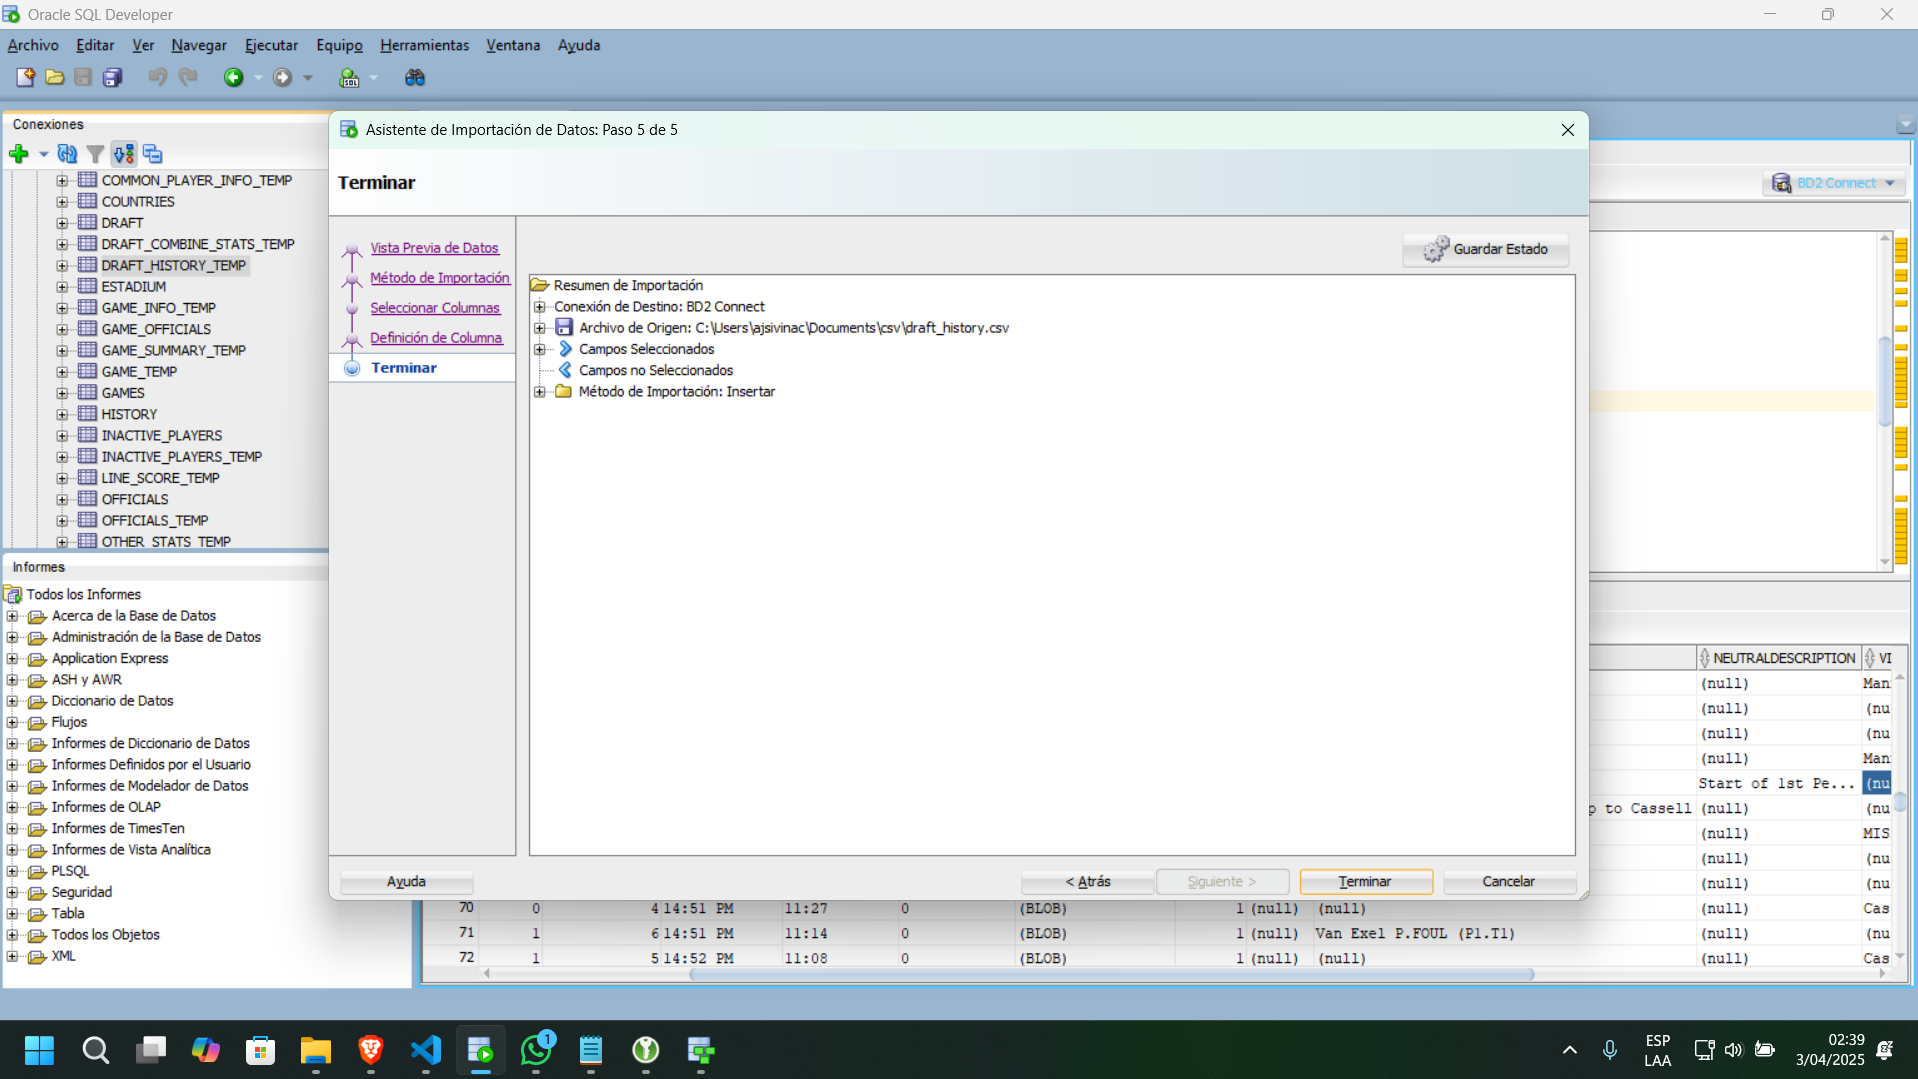 Oracle SQL Developer
Archivo Editar Ver Navegar Ejecutar Equipo Herramientas Ventana Ayuda
Conexiones
COMMON_PLAYER_INFO_TEMP
COUNTRIES
DRAFT
DRAFT_COMBINE_STATS_TEMP
DRAFT_HISTORY_TEMP
ESTADIUM
GAME_INFO_TEMP
GAME_OFFICIALS
GAME_SUMMARY_TEMP
GAME_TEMP
GAMES
HISTORY
INACTIVE_PLAYERS
INACTIVE_PLAYERS_TEMP
LINE_SCORE_TEMP
OFFICIALS
OFFICIALS_TEMP
OTHER_STATS_TEMP
Informes
Todos los Informes
Acerca de la Base de Datos
Administración de la Base de Datos
Application Express
ASH y AWR
Diccionario de Datos
Flujos
Informes de Diccionario de Datos
Informes Definidos por el Usuario
Informes de Modelador de Datos
Informes de OLAP
Informes de TimesTen
Informes de Vista Analítica
PLSQL
Seguridad
Tabla
Todos los Objetos
XML
Asistente de Importación de Datos: Paso 5 de 5
Terminar
Vista Previa de Datos
Método de Importación
Seleccionar Columnas
Definición de Columna
Terminar
Guardar Estado
Resumen de Importación
Conexión de Destino: BD2 Connect
Archivo de Origen: C:\Users\ajsivinac\Documents\csv\draft_history.csv
Campos Seleccionados
Campos no Seleccionados
Método de Importación: Insertar
Ayuda
< Atrás
Siguiente >
Terminar
Cancelar
BD2 Connect
NEUTRALDESCRIPTION VI
(null) Man
(null) (nu
(null) (nu
(null) Man
Start of 1st Pe... (nu
p to Cassell (null) (nu
(null) MIS
(null) (nu
(null) (nu
70 0 4 14:51 PM 11:27 0 (BLOB) 1 (null) (null) (null) Cas
71 1 6 14:51 PM 11:14 0 (BLOB) 1 (null) Van Exel P.FOUL (P1.T1) (null) (nu
72 1 5 14:52 PM 11:08 0 (BLOB) 1 (null) (null) (null) Cas
SQL
1
ESP
LAA
02:39
3/04/2025